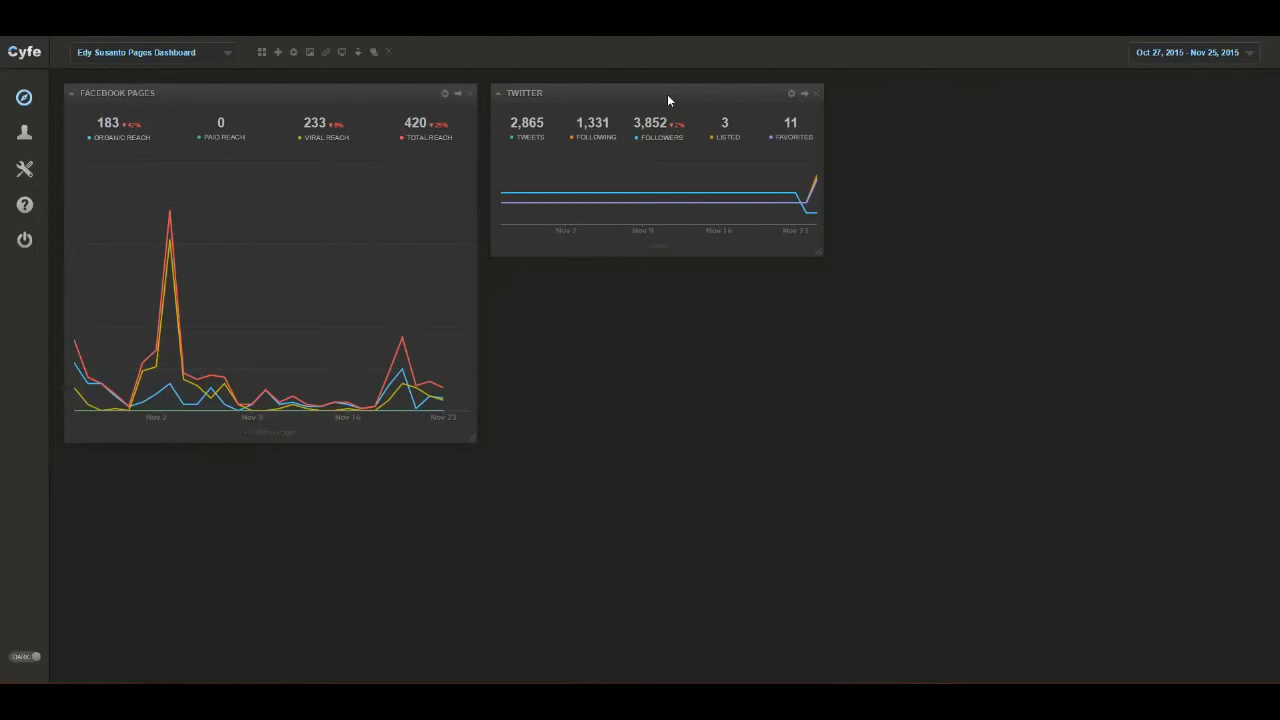 Cyfe
Edy Susanto Pages Dashboard
Oct 27, 2015 - Nov 25, 2015
FACEBOOK PAGES
183 ▾42% 0 233 ▾6% 420 ▾25%
ORGANIC REACH PAID REACH VIRAL REACH TOTAL REACH
Nov 2 Nov 9 Nov 16 Nov 23
TWITTER
2,865 1,331 3,852 ▾2% 3 11
TWEETS FOLLOWING FOLLOWERS LISTED FAVORITES
Nov 2 Nov 9 Nov 16 Nov 23
Twitter
DARK